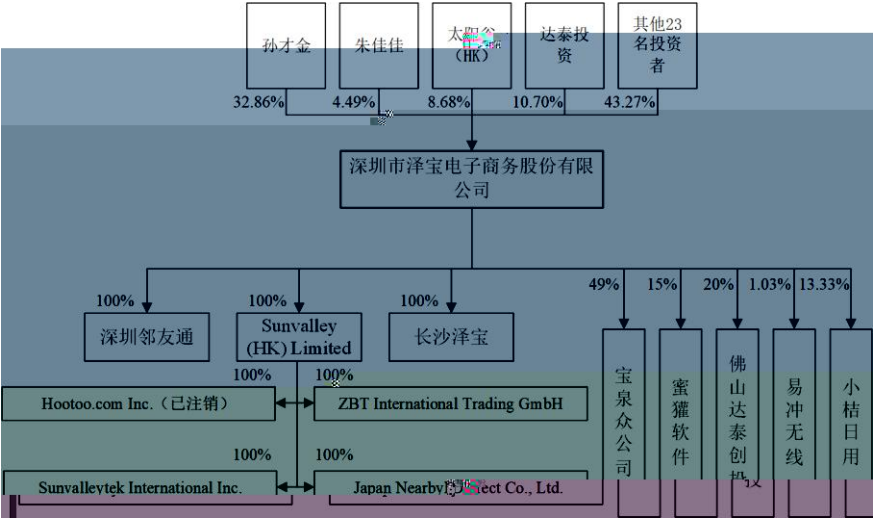 孙才金
朱佳佳
太阳谷
（HK）
达泰投
资
其他23
名投资
者
32.86%
4.49%
8.68%
10.70%
43.27%
深圳市泽宝电子商务股份有限
公司
100%
100%
100%
49%
15%
20%
1.03%
13.33%
深圳邻友通
Sunvalley
(HK) Limited
长沙泽宝
宝泉众公司
蜜獾软件
佛山达泰创投
易冲无线
小桔日用
100%
100%
Hootoo.com Inc.（已注销）
ZBT International Trading GmbH
100%
100%
Sunvalleytek International Inc.
Japan Co., Ltd.